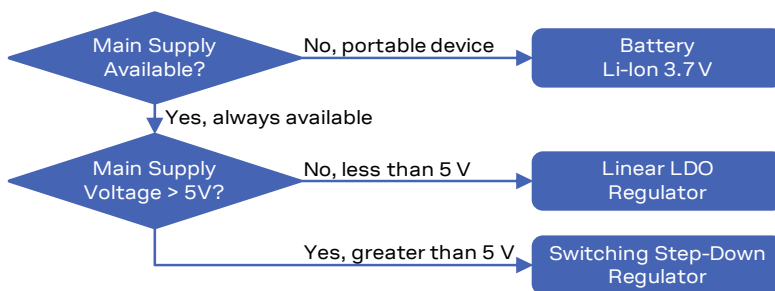 Main Supply
Available?
No, portable device
Battery
Li-Ion 3.7 V
Yes, always available
Main Supply
Voltage > 5V?
No, less than 5 V
Linear LDO
Regulator
Yes, greater than 5 V
Switching Step-Down
Regulator